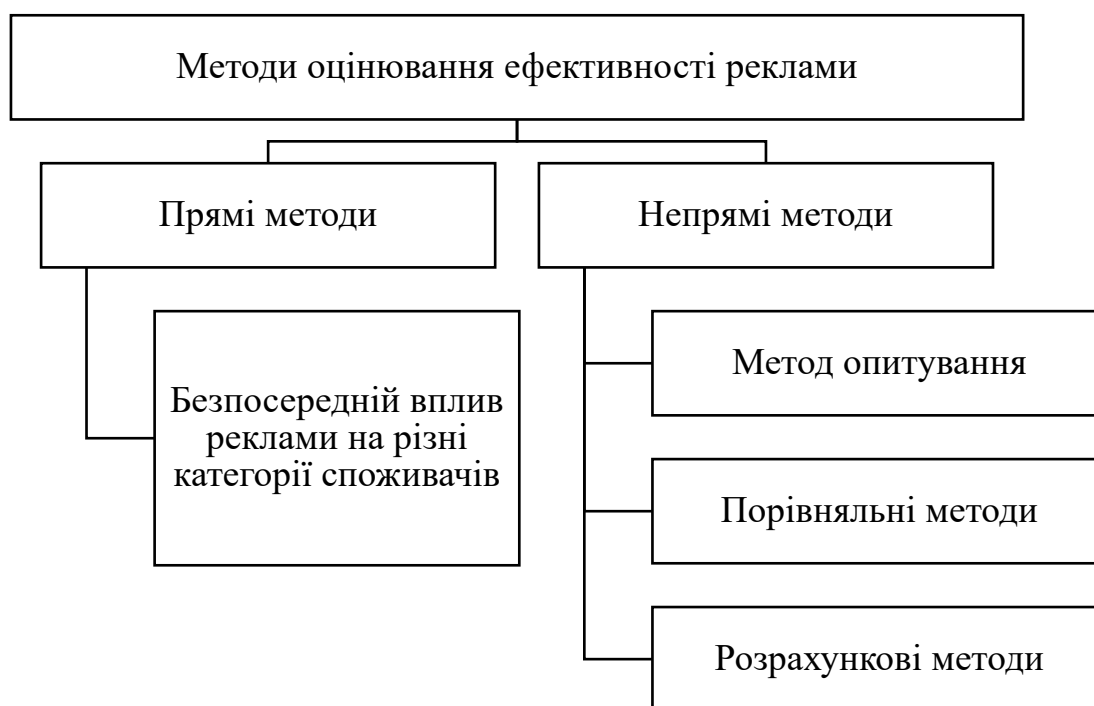 Методи оцінювання ефективності реклами
Прямі методи
Непрямі методи
Безпосередній вплив
реклами на різні
категорії споживачів
Метод опитування
Порівняльні методи
Розрахункові методи